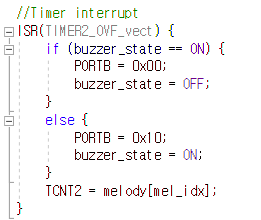 //Timer interrupt
ISR(TIMER2_OVF_vect) {
    if (buzzer_state == ON) {
        PORTB = 0x00;
        buzzer_state = OFF;
    }
    else {
        PORTB = 0x10;
        buzzer_state = ON;
    }
    TCNT2 = melody[mel_idx];
}